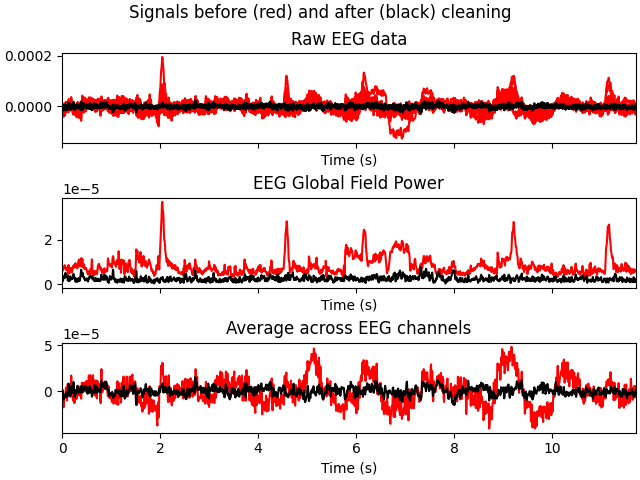 Signals before (red) and after (black) cleaning
Raw EEG data
0.0002
0.0000
Time (s)
EEG Global Field Power
1e−5
2
0
Time (s)
Average across EEG channels
1e−5
5
0
0 2 4 6 8 10
Time (s)